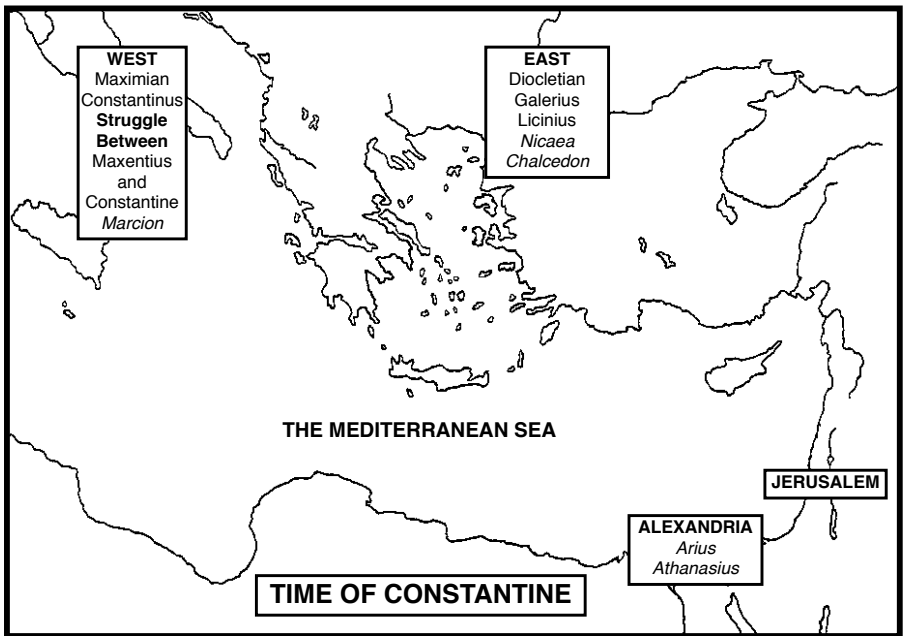 WEST
Maximian
Constantinus
Struggle
Between
Maxentius
and
Constantine
Marcion
EAST
Diocletian
Galerius
Licinius
Nicaea
Chalcedon
THE MEDITERRANEAN SEA
JERUSALEM
ALEXANDRIA
Arius
Athanasius
TIME OF CONSTANTINE